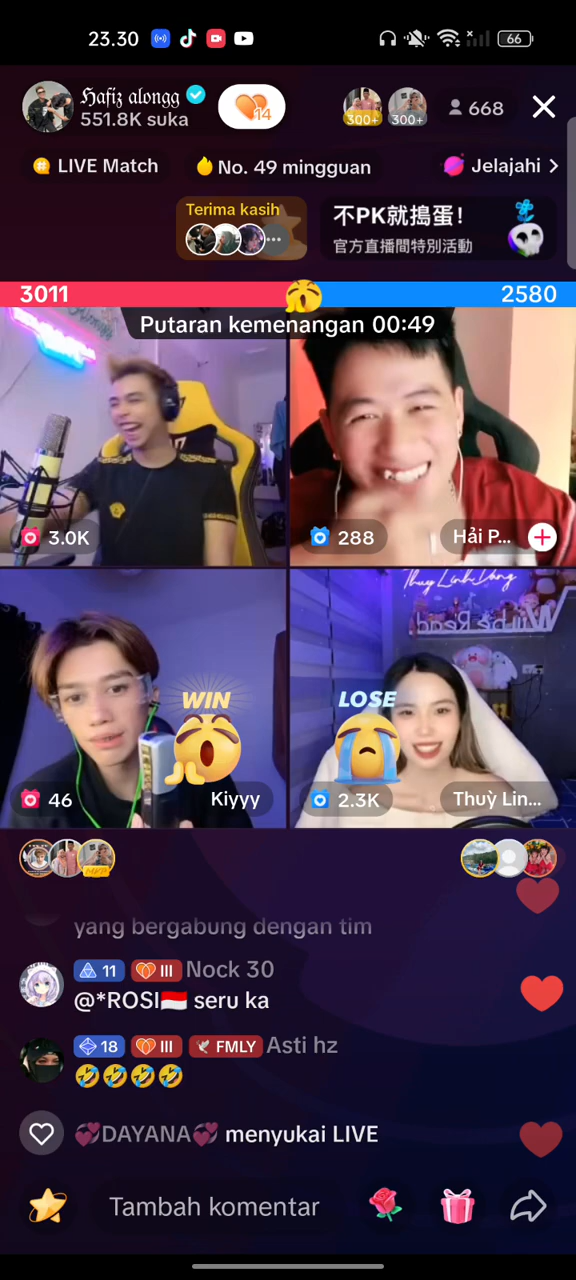 23.30
66
Hafiz alongg
551.8K suka
14
300+
300+
668
LIVE Match
No. 49 mingguan
Jelajahi
Terima kasih
不PK就搗蛋!
官方直播間特別活動
3011
2580
Putaran kemenangan 00:49
3.0K
288
Hải P...
Thuy Linh Vàng
WIN
LOSE
46
Kiyyy
2.3K
Thuỳ Lin...
yang bergabung dengan tim
11 III Nock 30
@*ROSI🇮🇩 seru ka
18 III FMLY Asti hz
🤣🤣🤣🤣
💞DAYANA💞 menyukai LIVE
Tambah komentar